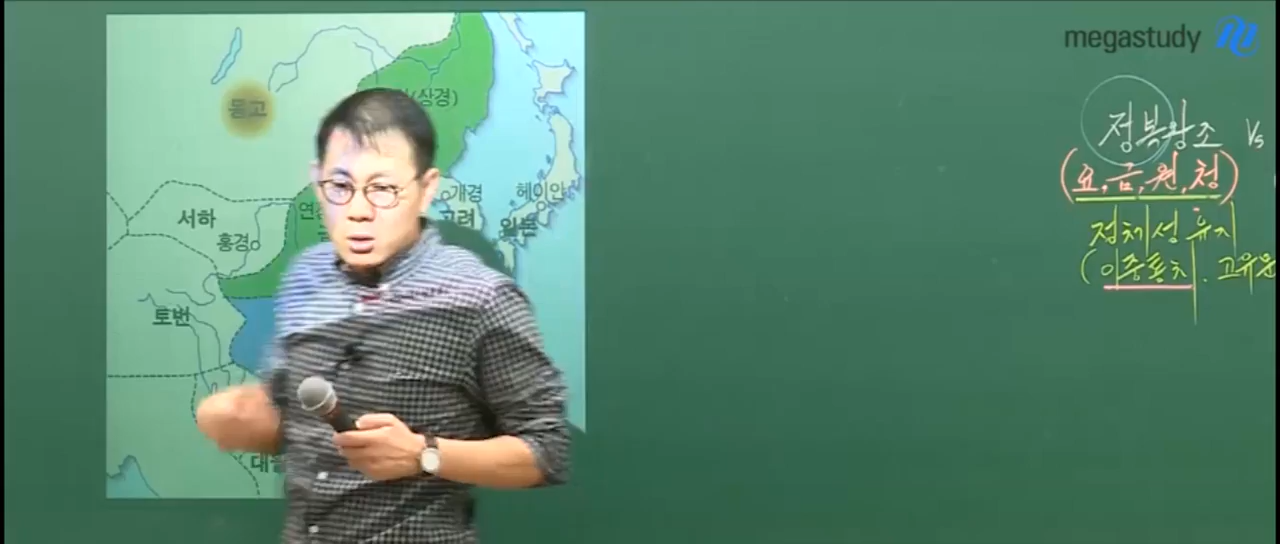 megastudy
몽고
(상경)
정복왕조 Vs
(요, 금, 원, 청)
개경
헤이안
서하
고려
일본
흥경
정체성 유지
(이중통치, 고유문
토번